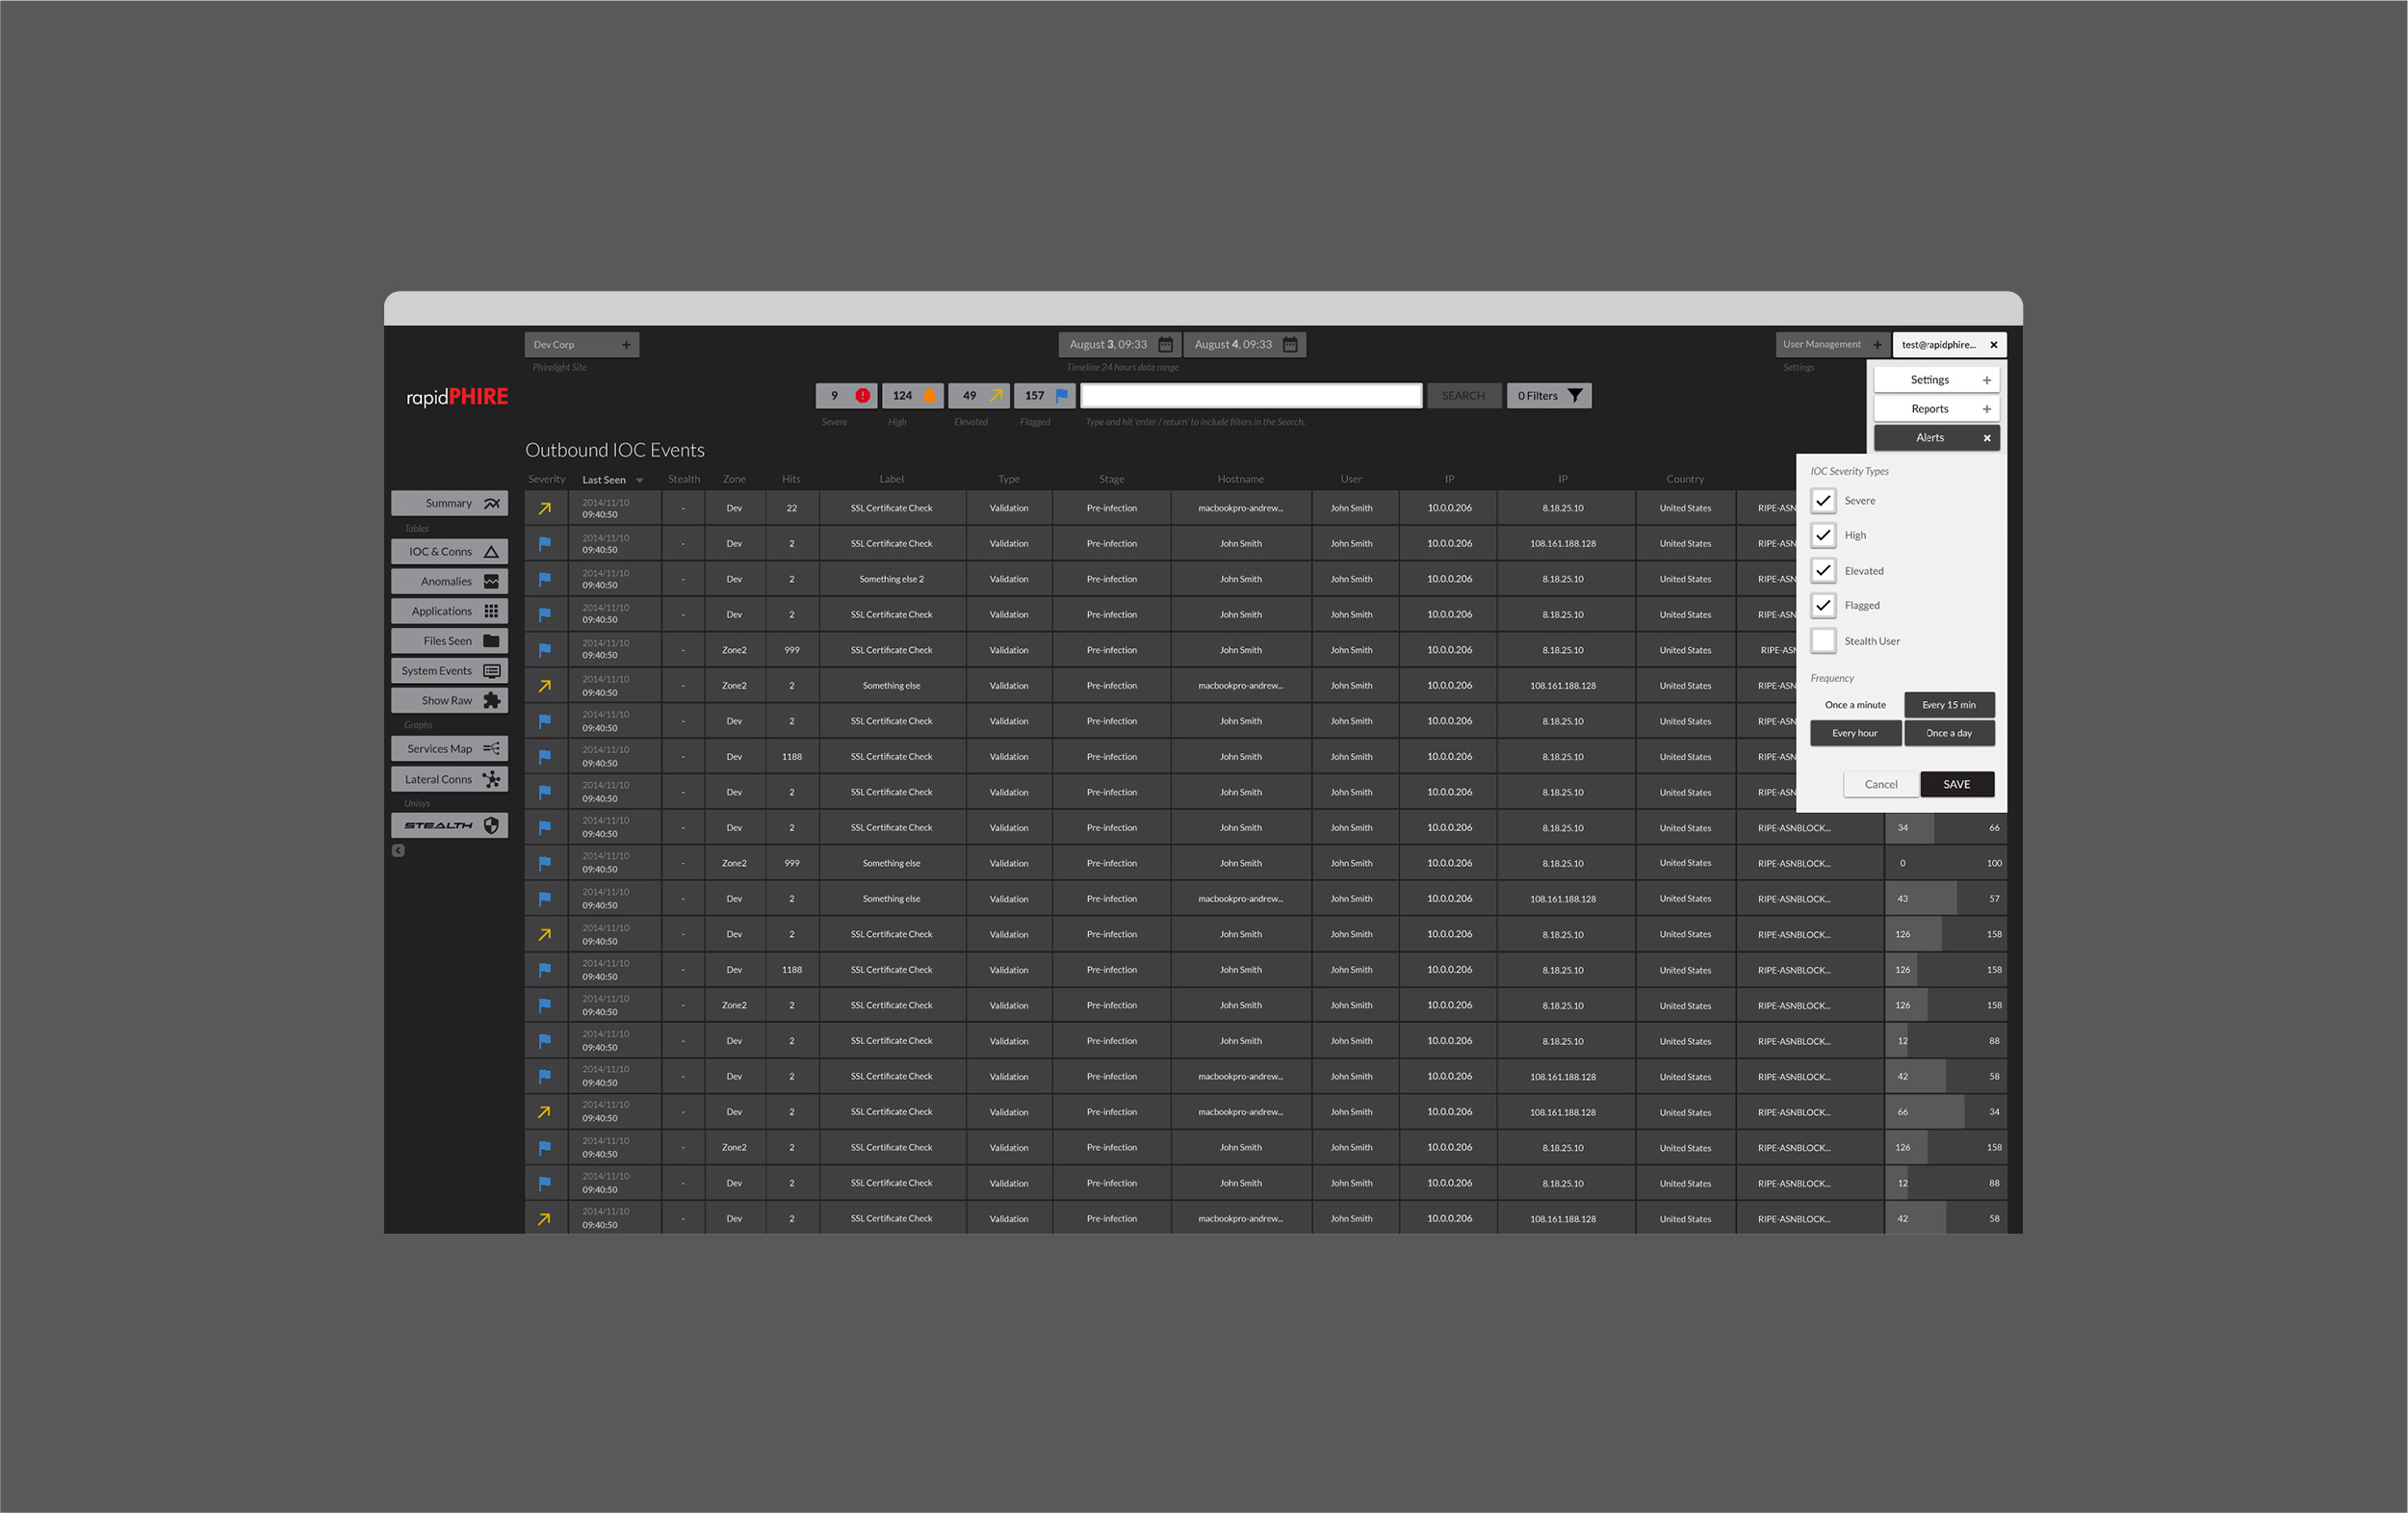 Dev Corp +
Phirelight Site
August 3, 09:33
August 4, 09:33
Timeline 24 hours date range
User Management +
Settings
test@rapidphire... ×
rapidPHIRE
9
124
49
157
SEARCH
0 Filters
Severe
High
Elevated
Flagged
Type and hit 'enter / return' to include filters in the Search.
Settings +
Reports +
Alerts ×
Outbound IOC Events
Summary
Tables
IOC & Conns
Anomalies
Applications
Files Seen
System Events
Show Raw
Graphs
Services Map
Lateral Conns
Unisys
STEALTH
Severity Last Seen Stealth Zone Hits Label Type Stage Hostname User IP IP Country
2014/11/10 09:40:50 - Dev 22 SSL Certificate Check Validation Pre-infection macbookpro-andrew... John Smith 10.0.0.206 8.18.25.10 United States RIPE-ASN
2014/11/10 09:40:50 - Dev 2 SSL Certificate Check Validation Pre-infection John Smith John Smith 10.0.0.206 108.161.188.128 United States RIPE-ASN
2014/11/10 09:40:50 - Dev 2 Something else 2 Validation Pre-infection John Smith John Smith 10.0.0.206 8.18.25.10 United States RIPE-ASN
2014/11/10 09:40:50 - Dev 2 SSL Certificate Check Validation Pre-infection John Smith John Smith 10.0.0.206 8.18.25.10 United States RIPE-ASN
2014/11/10 09:40:50 - Zone2 999 SSL Certificate Check Validation Pre-infection John Smith John Smith 10.0.0.206 8.18.25.10 United States RIPE-ASN
2014/11/10 09:40:50 - Zone2 2 Something else Validation Pre-infection macbookpro-andrew... John Smith 10.0.0.206 108.161.188.128 United States RIPE-ASN
2014/11/10 09:40:50 - Dev 2 SSL Certificate Check Validation Pre-infection John Smith John Smith 10.0.0.206 8.18.25.10 United States RIPE-ASN
2014/11/10 09:40:50 - Dev 1188 SSL Certificate Check Validation Pre-infection John Smith John Smith 10.0.0.206 8.18.25.10 United States RIPE-ASN
2014/11/10 09:40:50 - Dev 2 SSL Certificate Check Validation Pre-infection John Smith John Smith 10.0.0.206 8.18.25.10 United States RIPE-ASN
2014/11/10 09:40:50 - Dev 2 SSL Certificate Check Validation Pre-infection John Smith John Smith 10.0.0.206 8.18.25.10 United States RIPE-ASNBLOCK... 34 66
2014/11/10 09:40:50 - Zone2 999 Something else Validation Pre-infection John Smith John Smith 10.0.0.206 8.18.25.10 United States RIPE-ASNBLOCK... 0 100
2014/11/10 09:40:50 - Dev 2 Something else Validation Pre-infection macbookpro-andrew... John Smith 10.0.0.206 108.161.188.128 United States RIPE-ASNBLOCK... 43 57
2014/11/10 09:40:50 - Dev 2 SSL Certificate Check Validation Pre-infection John Smith John Smith 10.0.0.206 8.18.25.10 United States RIPE-ASNBLOCK... 126 158
2014/11/10 09:40:50 - Dev 1188 SSL Certificate Check Validation Pre-infection John Smith John Smith 10.0.0.206 8.18.25.10 United States RIPE-ASNBLOCK... 126 158
2014/11/10 09:40:50 - Zone2 2 SSL Certificate Check Validation Pre-infection John Smith John Smith 10.0.0.206 8.18.25.10 United States RIPE-ASNBLOCK... 126 158
2014/11/10 09:40:50 - Dev 2 SSL Certificate Check Validation Pre-infection John Smith John Smith 10.0.0.206 8.18.25.10 United States RIPE-ASNBLOCK... 12 88
2014/11/10 09:40:50 - Dev 2 SSL Certificate Check Validation Pre-infection macbookpro-andrew... John Smith 10.0.0.206 108.161.188.128 United States RIPE-ASNBLOCK... 42 58
2014/11/10 09:40:50 - Dev 2 SSL Certificate Check Validation Pre-infection macbookpro-andrew... John Smith 10.0.0.206 108.161.188.128 United States RIPE-ASNBLOCK... 66 34
2014/11/10 09:40:50 - Zone2 2 SSL Certificate Check Validation Pre-infection John Smith John Smith 10.0.0.206 8.18.25.10 United States RIPE-ASNBLOCK... 126 158
2014/11/10 09:40:50 - Dev 2 SSL Certificate Check Validation Pre-infection John Smith John Smith 10.0.0.206 8.18.25.10 United States RIPE-ASNBLOCK... 12 88
2014/11/10 09:40:50 - Dev 2 SSL Certificate Check Validation Pre-infection macbookpro-andrew... John Smith 10.0.0.206 108.161.188.128 United States RIPE-ASNBLOCK... 42 58
IOC Severity Types
Severe
High
Elevated
Flagged
Stealth User
Frequency
Once a minute
Every 15 min
Every hour
Once a day
Cancel
SAVE